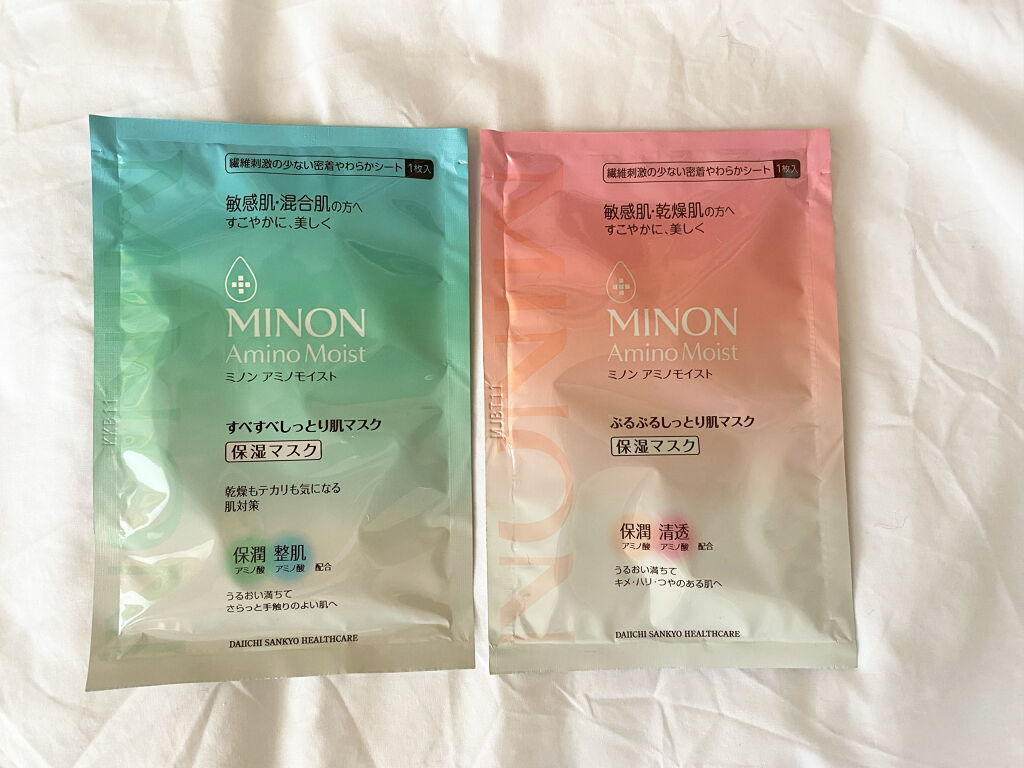 繊維刺激の少ない密着やわらかシート 1枚入
敏感肌・混合肌の方へ
すこやかに、美しく
MINON
Amino Moist
ミノン アミノモイスト
すべすべしっとり肌マスク
保湿マスク
乾燥もテカリも気になる
肌対策
保潤 整肌
アミノ酸 アミノ酸 配合
うるおい満ちて
さらっと手触りのよい肌へ
DAIICHI SANKYO HEALTHCARE
繊維刺激の少ない密着やわらかシート 1枚入
敏感肌・乾燥肌の方へ
すこやかに、美しく
MINON
MINON
Amino Moist
ミノン アミノモイスト
ぷるぷるしっとり肌マスク
保湿マスク
保潤 清透
アミノ酸 アミノ酸 配合
うるおい満ちて
キメ・ハリ・つやのある肌へ
DAIICHI SANKYO HEALTHCARE